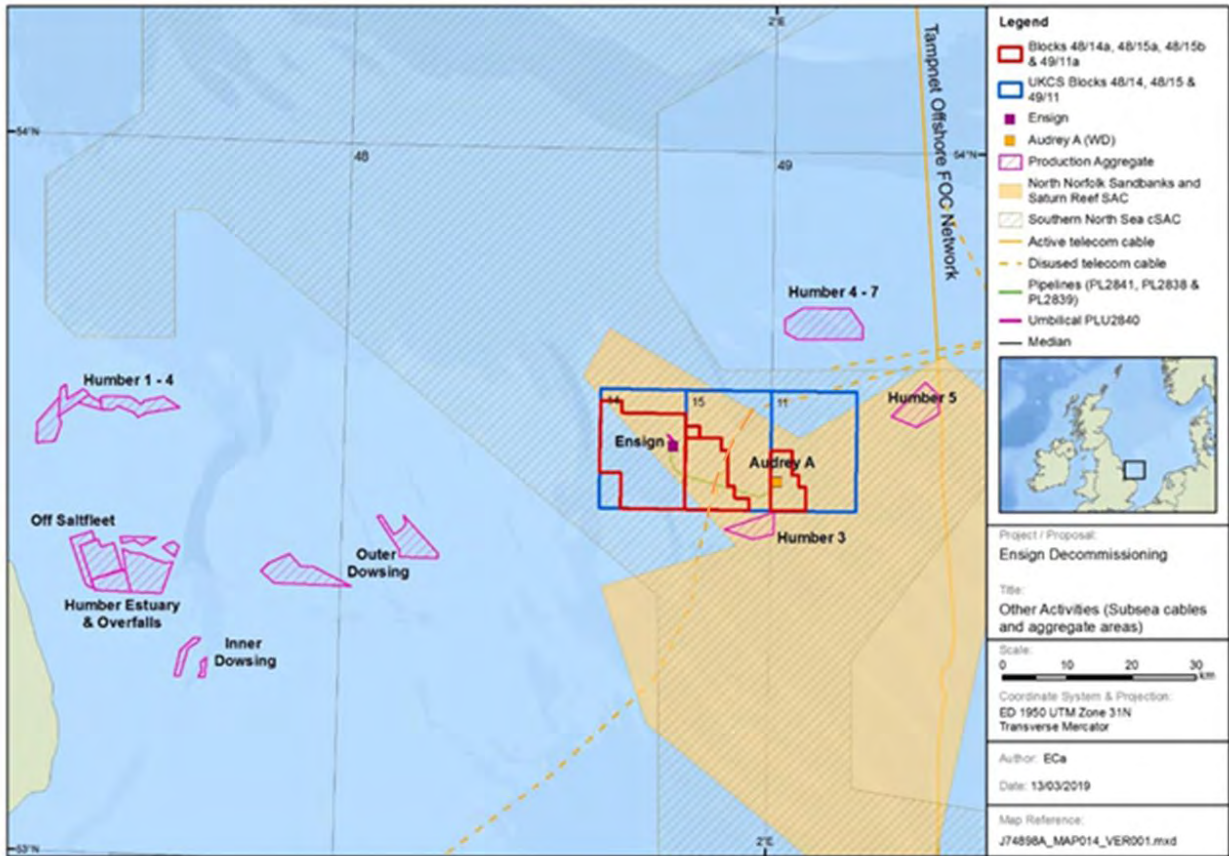 2°E
Tampnet Offshore FOC Network
54°N
48
49
54°N
Humber 4 - 7
Humber 1 - 4
Humber 5
14
15
11
Ensign
Audrey A
Humber 3
Off Saltfleet
Outer
Dowsing
Humber Estuary
& Overfalls
Inner
Dowsing
53°N
2°E
Legend
Blocks 48/14a, 48/15a, 48/15b
& 49/11a
UKCS Blocks 48/14, 48/15 &
49/11
Ensign
Audrey A (WD)
Production Aggregate
North Norfolk Sandbanks and
Saturn Reef SAC
Southern North Sea cSAC
Active telecom cable
Disused telecom cable
Pipelines (PL2841, PL2838 &
PL2839)
Umbilical PLU2840
Median
Project / Proposal:
Ensign Decommissioning
Title:
Other Activities (Subsea cables
and aggregate areas)
Scale:
0 10 20 30
km
Coordinate System & Projection:
ED 1950 UTM Zone 31N
Transverse Mercator
Author: ECa
Date: 13/03/2019
Map Reference:
J74898A_MAP014_VER001.mxd